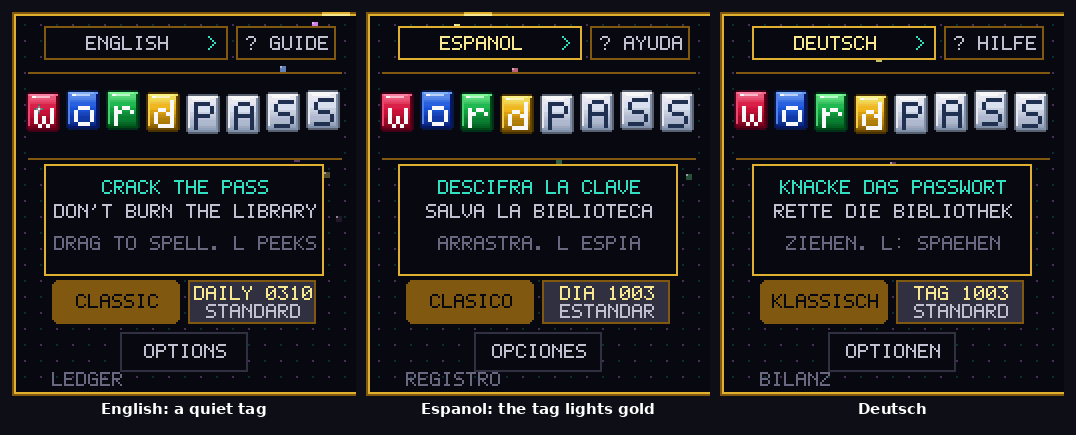 ENGLISH > ? GUIDE
wordPASS
CRACK THE PASS
DON'T BURN THE LIBRARY
DRAG TO SPELL. L PEEKS
CLASSIC
DAILY 0310
STANDARD
OPTIONS
LEDGER
English: a quiet tag
ESPANOL > ? AYUDA
wordPASS
DESCIFRA LA CLAVE
SALVA LA BIBLIOTECA
ARRASTRA. L ESPIA
CLASICO
DIA 1003
ESTANDAR
OPCIONES
REGISTRO
Espanol: the tag lights gold
DEUTSCH > ? HILFE
wordPASS
KNACKE DAS PASSWORT
RETTE DIE BIBLIOTHEK
ZIEHEN. L: SPAEHEN
KLASSISCH
TAG 1003
STANDARD
OPTIONEN
BILANZ
Deutsch